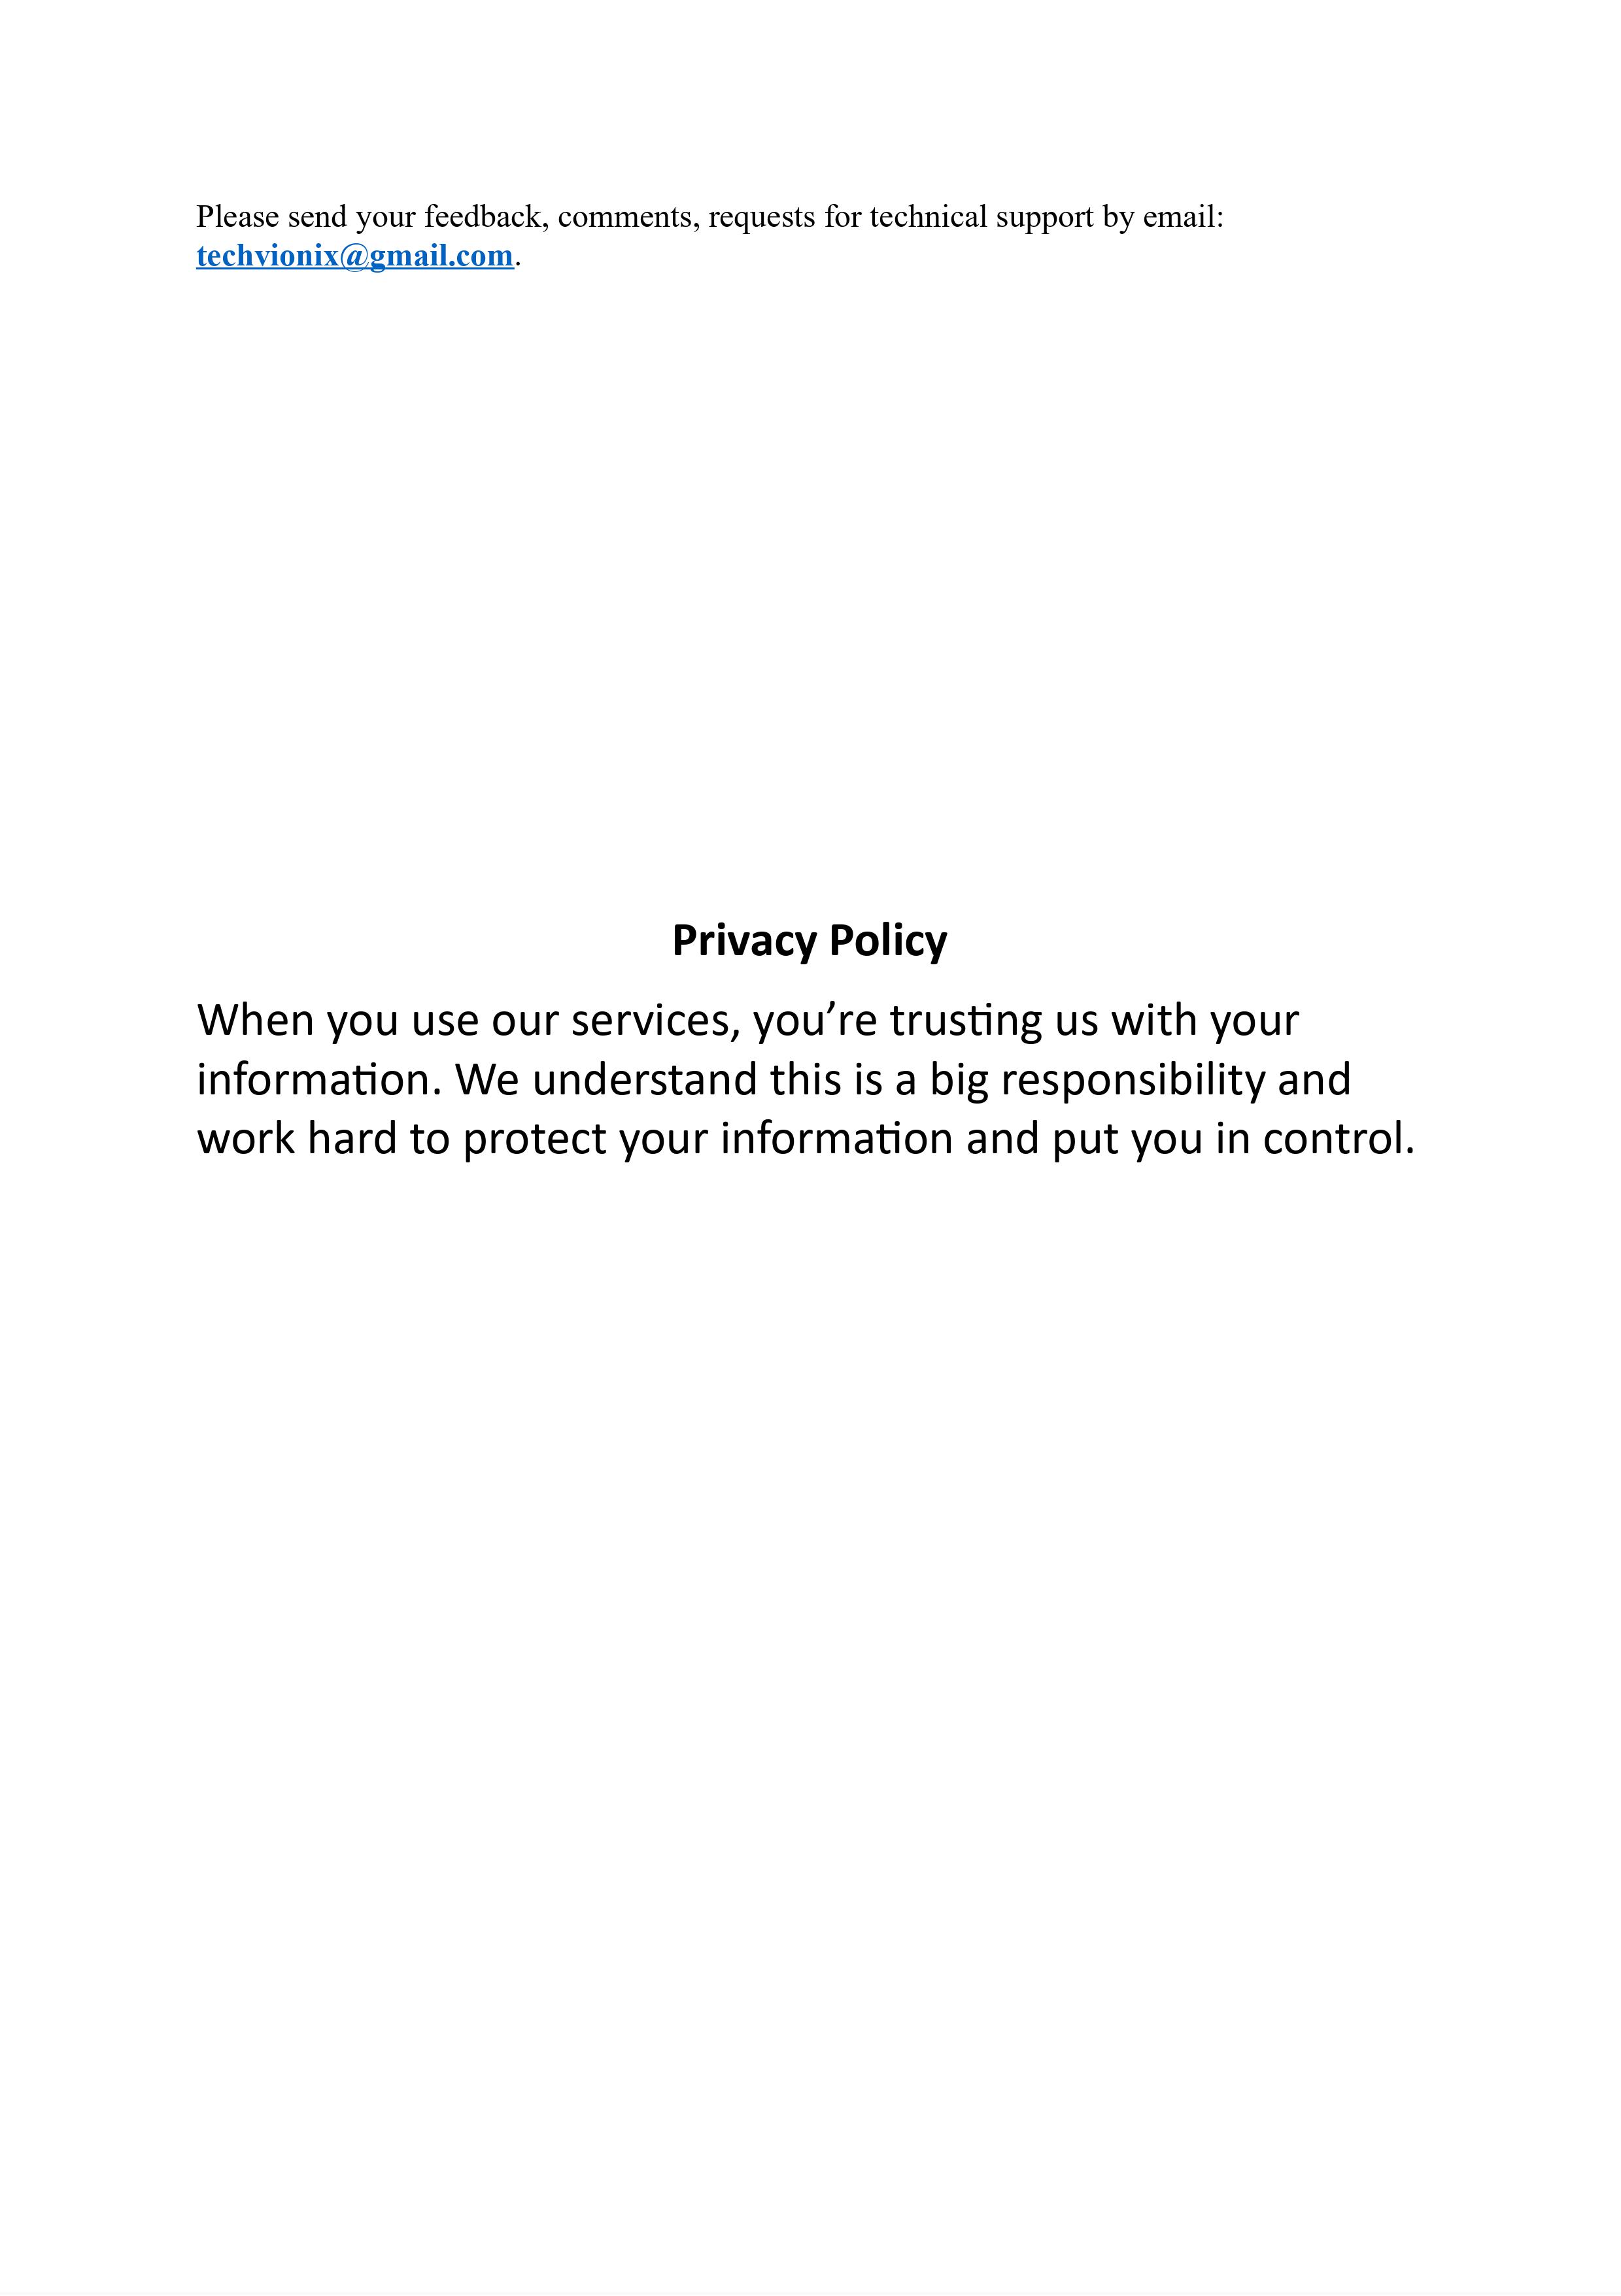 Please send your feedback, comments, requests for technical support by email:
techvionix@gmail.com.
Privacy Policy
When you use our services, you’re trusting us with your
information. We understand this is a big responsibility and
work hard to protect your information and put you in control.